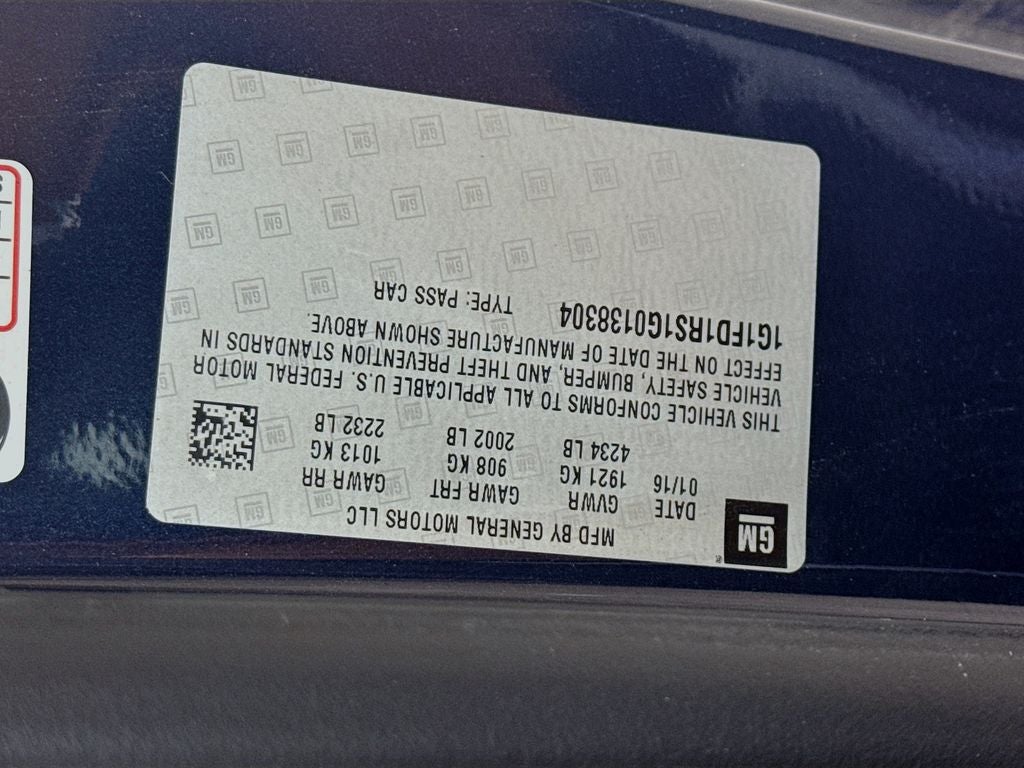 GM
®
MFD BY GENERAL MOTORS LLC
DATE GVWR GAWR FRT GAWR RR
01/16 1921 KG 908 KG 1013 KG
4234 LB 2002 LB 2232 LB
THIS VEHICLE CONFORMS TO ALL APPLICABLE U.S. FEDERAL MOTOR
VEHICLE SAFETY, BUMPER, AND THEFT PREVENTION STANDARDS IN
EFFECT ON THE DATE OF MANUFACTURE SHOWN ABOVE.
1G1FD1RS1G0138304 TYPE: PASS CAR